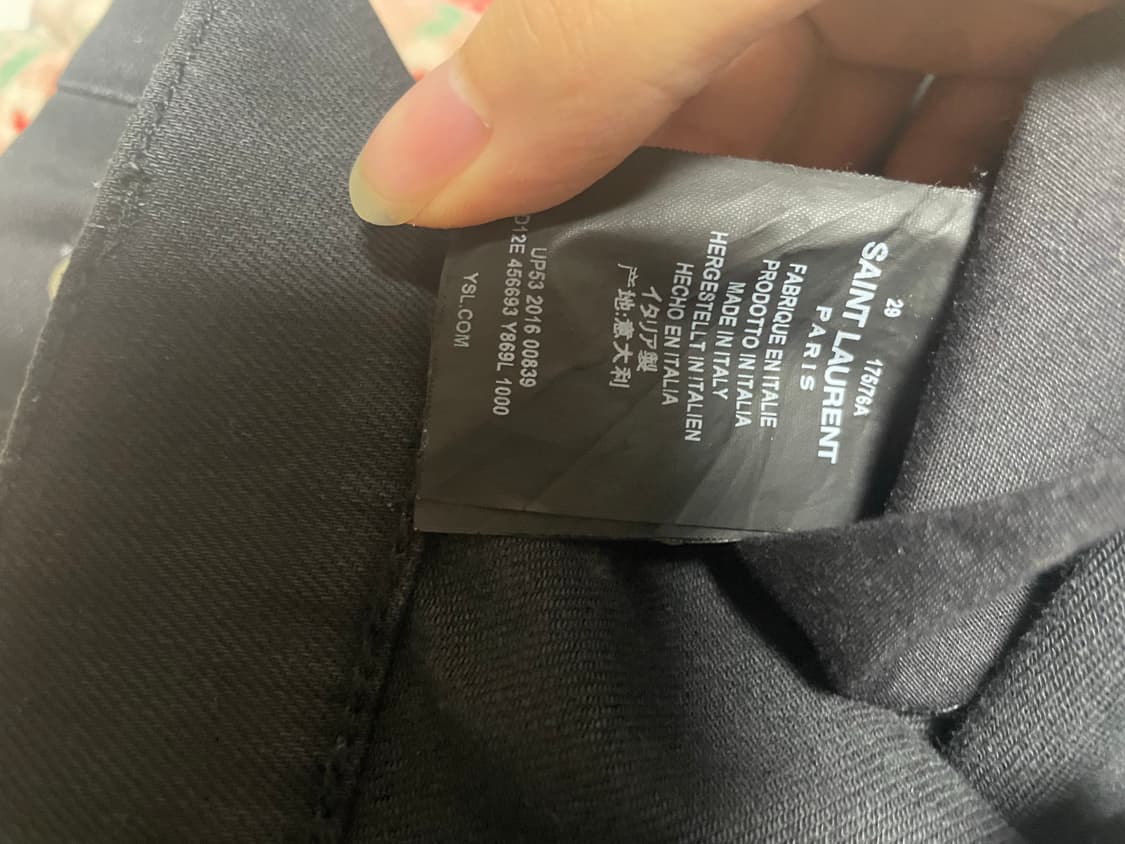 29 175/76A
SAINT LAURENT
PARIS
FABRIQUE EN ITALIE
PRODOTTO IN ITALIA
MADE IN ITALY
HERGESTELLT IN ITALIEN
HECHO EN ITALIA
イタリア製
产地:意大利
UP53 2016 00839
D12E 456693 Y869L 1000
YSL.COM